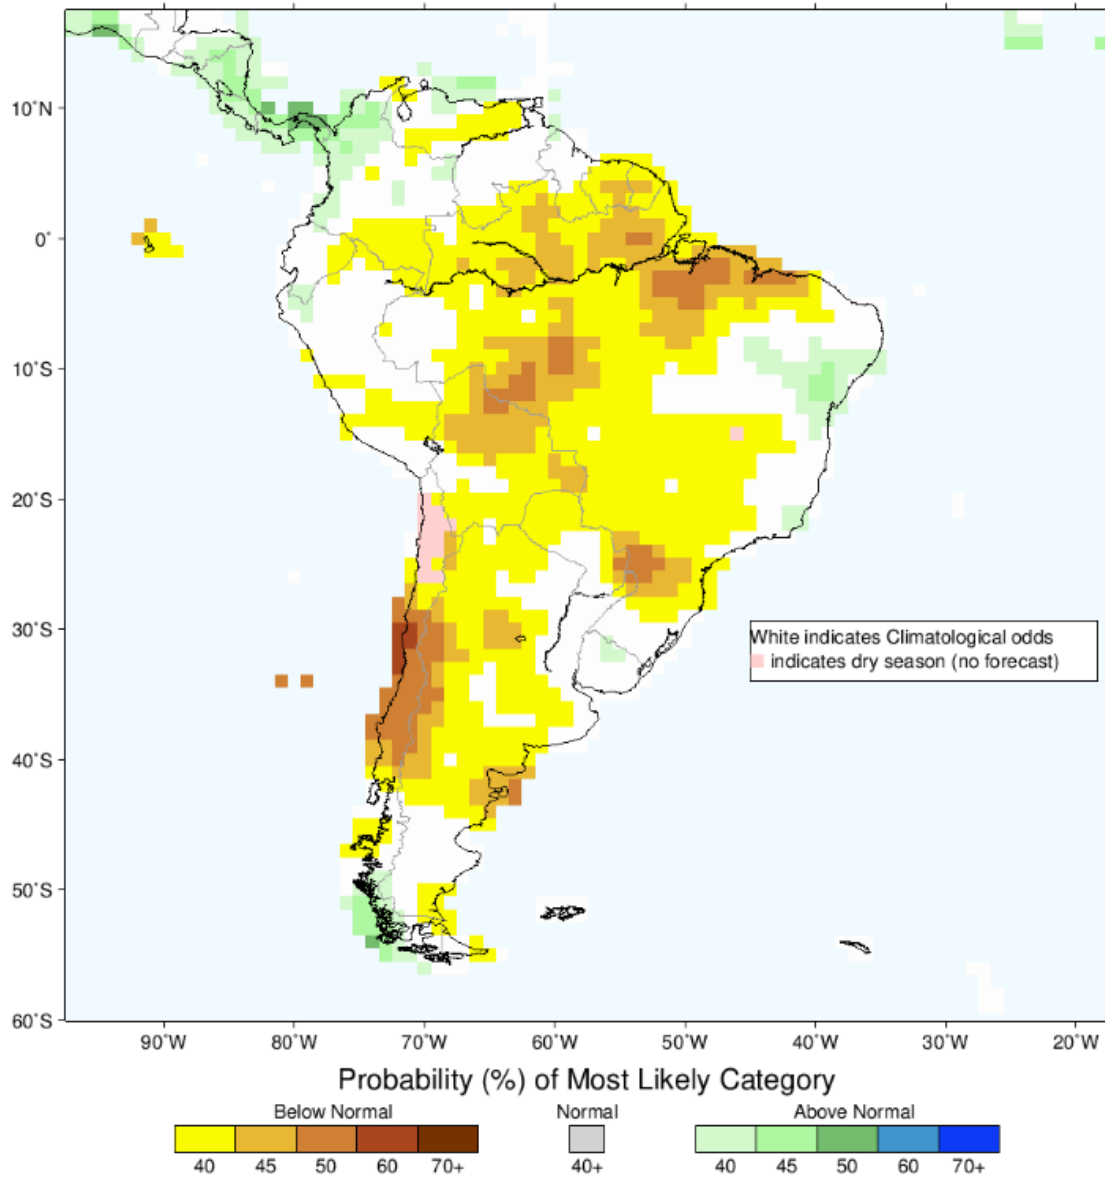 10°N
0°
10°S
20°S
30°S
40°S
50°S
60°S
White indicates Climatological odds
indicates dry season (no forecast)
90°W 80°W 70°W 60°W 50°W 40°W 30°W 20°W
Probability (%) of Most Likely Category
Below Normal Normal Above Normal
40 45 50 60 70+ 40+ 40 45 50 60 70+